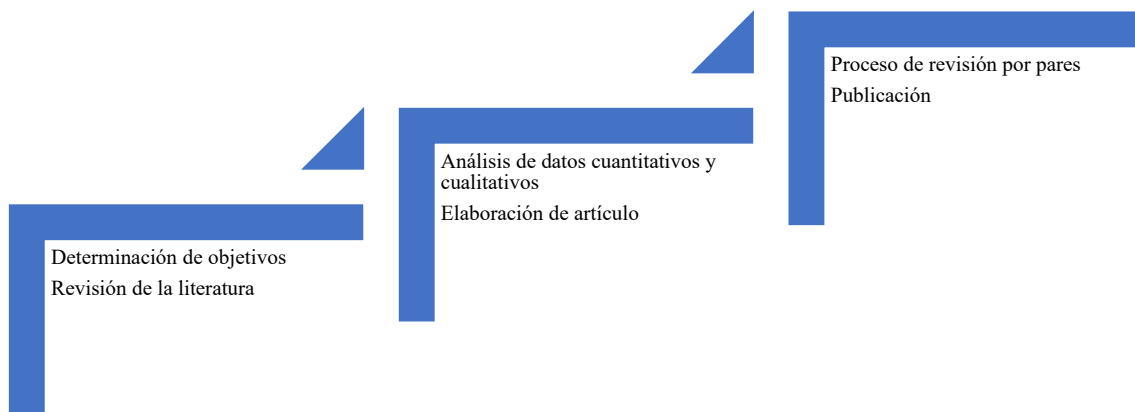 Determinación de objetivos
Revisión de la literatura
Análisis de datos cuantitativos y
cualitativos
Elaboración de artículo
Proceso de revisión por pares
Publicación